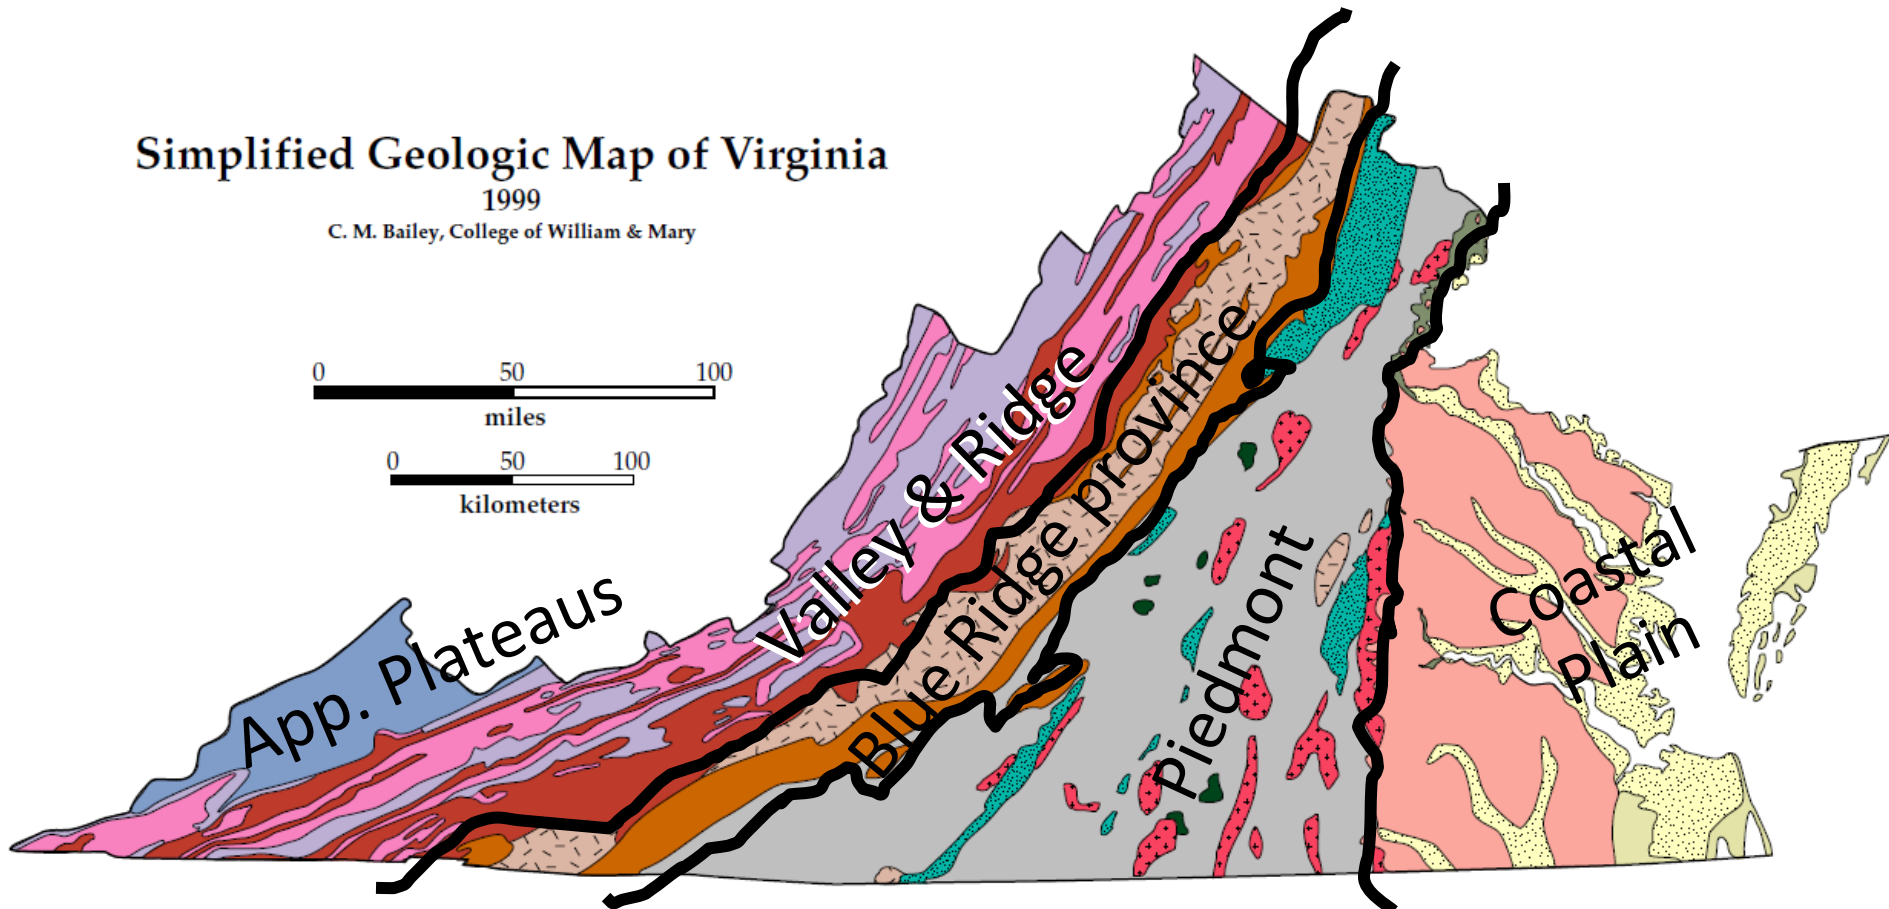 Simplified Geologic Map of Virginia
1999
C. M. Bailey, College of William & Mary
0 50 100
miles
0 50 100
kilometers
App. Plateaus
Valley & Ridge
Blue Ridge province
Piedmont
Coastal
Plain